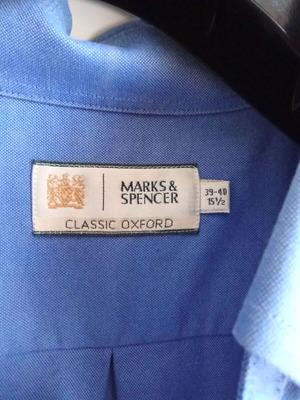 MARKS &
SPENCER
CLASSIC OXFORD
39-40
15½